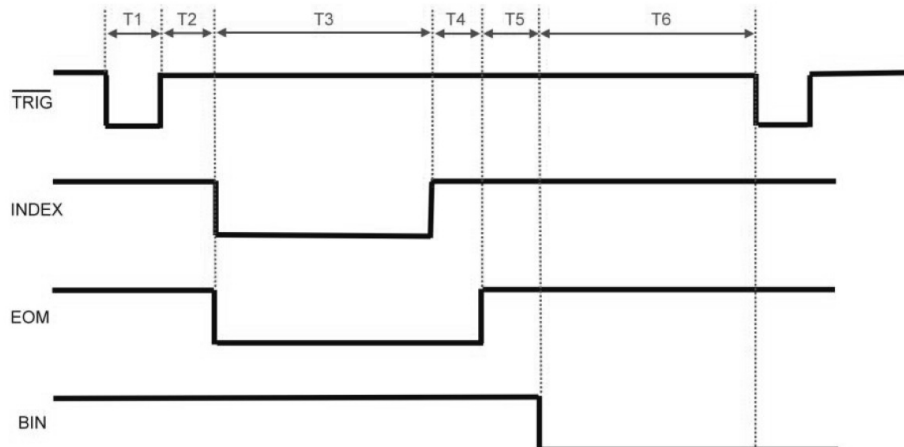 T1 T2 T3 T4 T5 T6
TRIG
INDEX
EOM
BIN